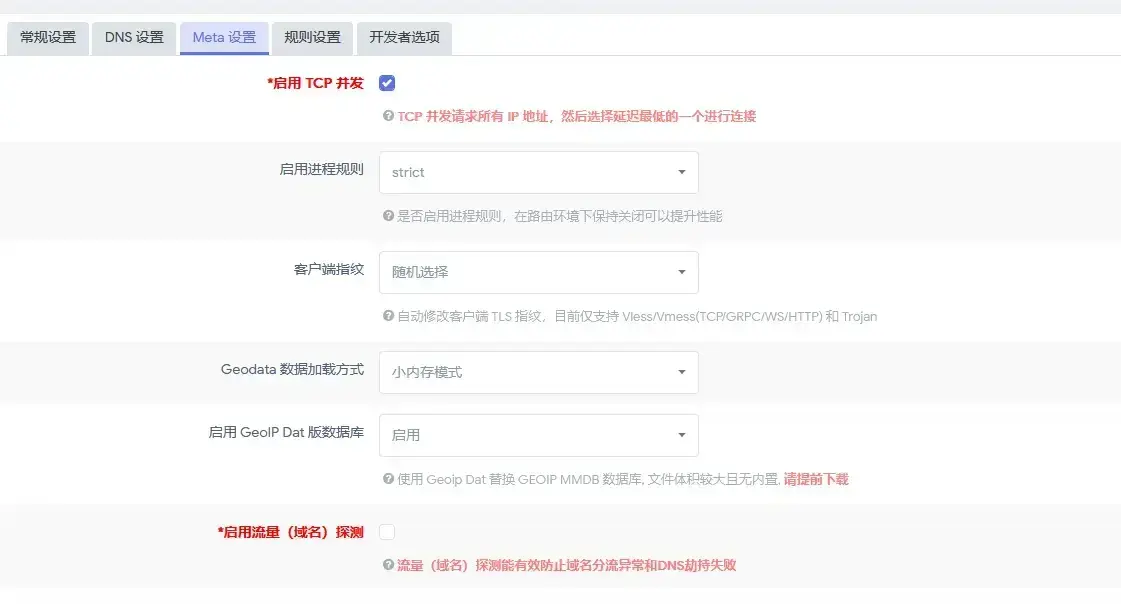 常规设置 DNS 设置 Meta 设置 规则设置 开发者选项
*启用 TCP 并发
TCP 并发请求所有 IP 地址，然后选择延迟最低的一个进行连接
启用进程规则 strict
是否启用进程规则，在路由环境下保持关闭可以提升性能
客户端指纹 随机选择
自动修改客户端 TLS 指纹，目前仅支持 Vless/Vmess(TCP/GRPC/WS/HTTP) 和 Trojan
Geodata 数据加载方式 小内存模式
启用 GeoIP Dat 版数据库 启用
使用 Geoip Dat 替换 GEOIP MMDB 数据库, 文件体积较大且无内置, 请提前下载
*启用流量（域名）探测
流量（域名）探测能有效防止域名分流异常和DNS劫持失败